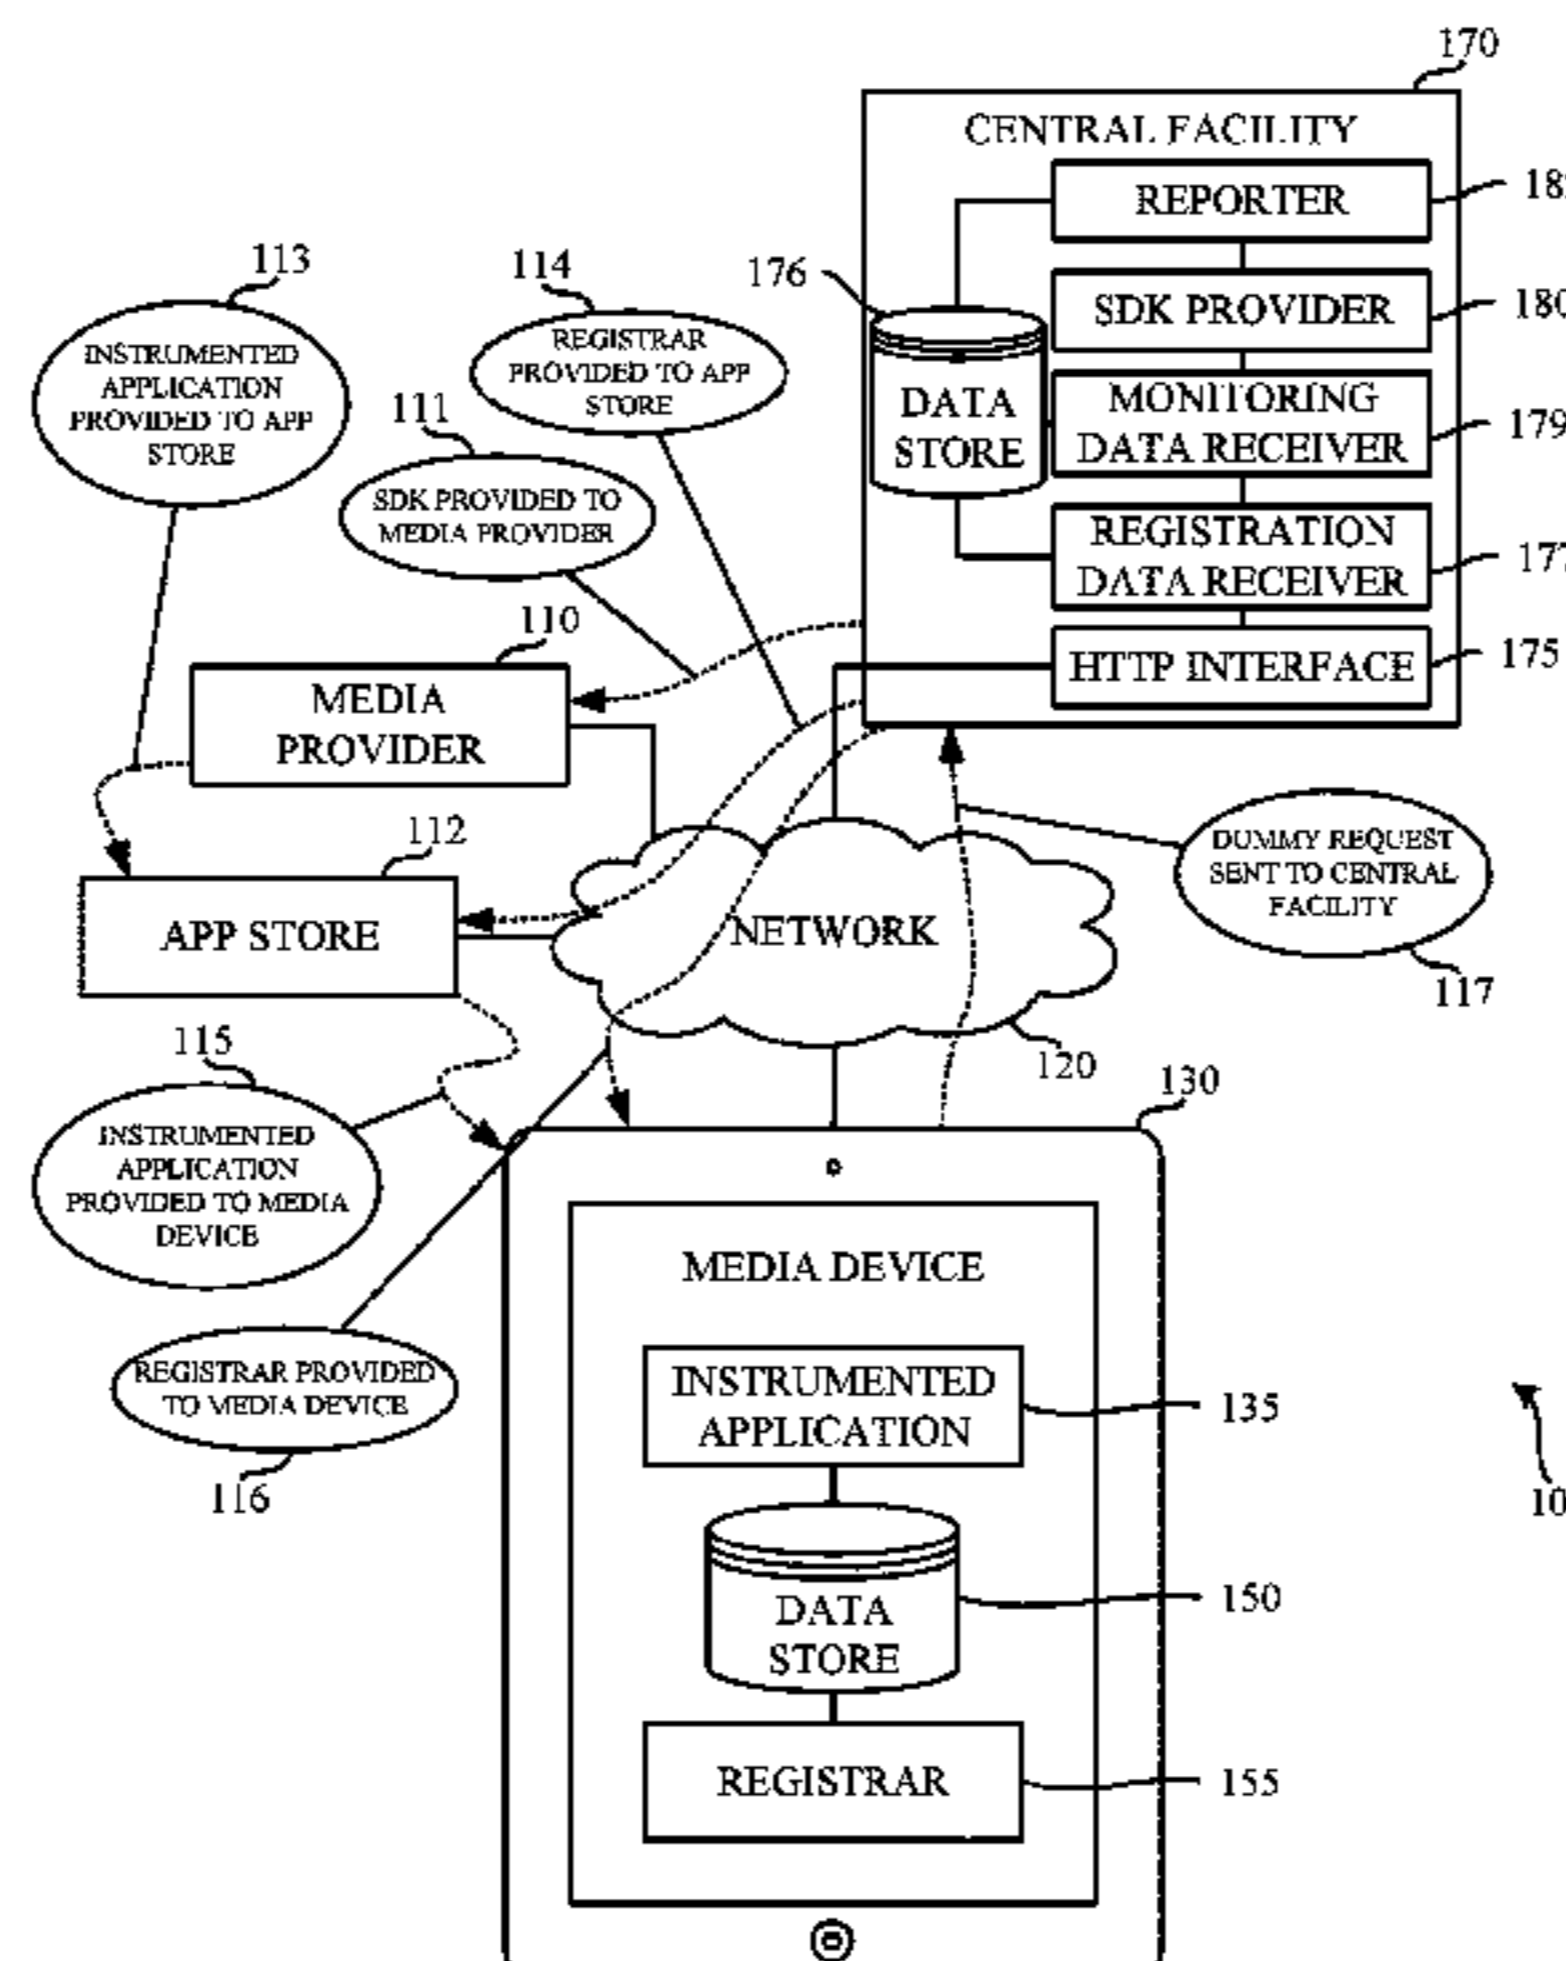 170
CENTRAL FACILITY
REPORTER
SDK PROVIDER
180
176
DATA
STORE
MONITORING
DATA RECEIVER
179
REGISTRATION
DATA RECEIVER
177
HTTP INTERFACE
175
113
INSTRUMENTED
APPLICATION
PROVIDED TO APP
STORE
114
REGISTRAR
PROVIDED TO APP
STORE
111
SDK PROVIDED TO
MEDIA PROVIDER
110
MEDIA
PROVIDER
112
APP STORE
NETWORK
120
DUMMY REQUEST
SENT TO CENTRAL
FACILITY
117
115
INSTRUMENTED
APPLICATION
PROVIDED TO MEDIA
DEVICE
REGISTRAR PROVIDED
TO MEDIA DEVICE
116
130
MEDIA DEVICE
INSTRUMENTED
APPLICATION
135
DATA
STORE
150
REGISTRAR
155